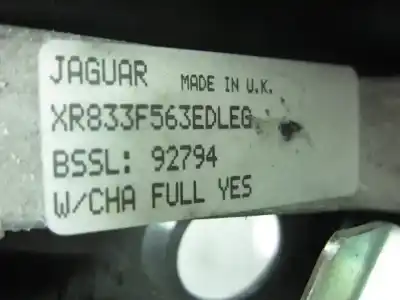 JAGUAR MADE IN U.K.
XR833F563EDLEG
BSSL: 92794
W/CHA FULL YES